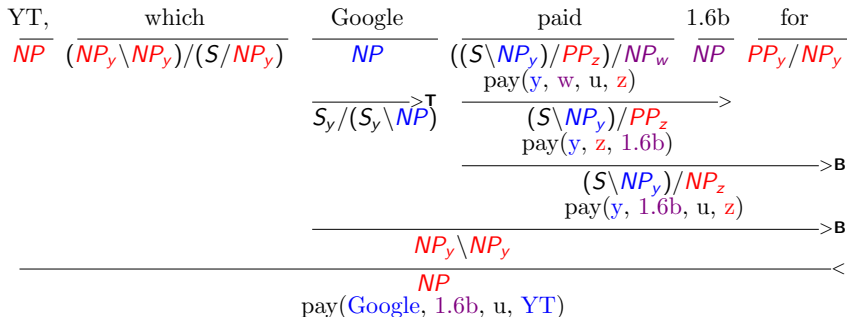 YT, which Google paid 1.6b for
NP (NP_y\NP_y)/(S/NP_y) NP ((S\NP_y)/PP_z)/NP_w NP PP_y/NP_y
pay(y, w, u, z)
>T >
S_y/(S_y\NP) (S\NP_y)/PP_z
pay(y, z, 1.6b)
>B
(S\NP_y)/NP_z
pay(y, 1.6b, u, z)
>B
NP_y\NP_y
<
NP
pay(Google, 1.6b, u, YT)